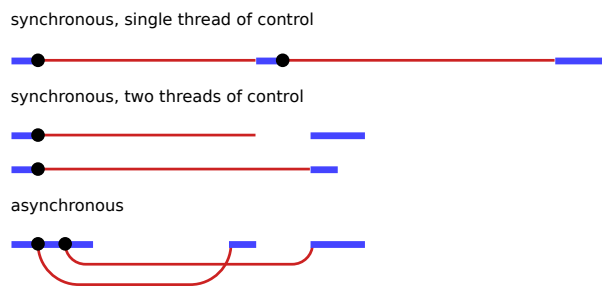 synchronous, single thread of control
synchronous, two threads of control
asynchronous